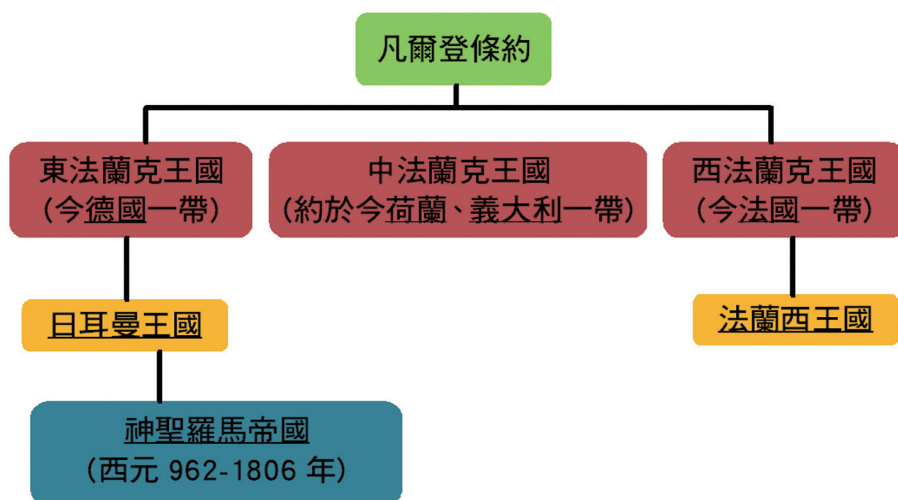 凡爾登條約
東法蘭克王國
(今德國一帶)
中法蘭克王國
(約於今荷蘭、義大利一帶)
西法蘭克王國
(今法國一帶)
日耳曼王國
法蘭西王國
神聖羅馬帝國
(西元 962-1806 年)